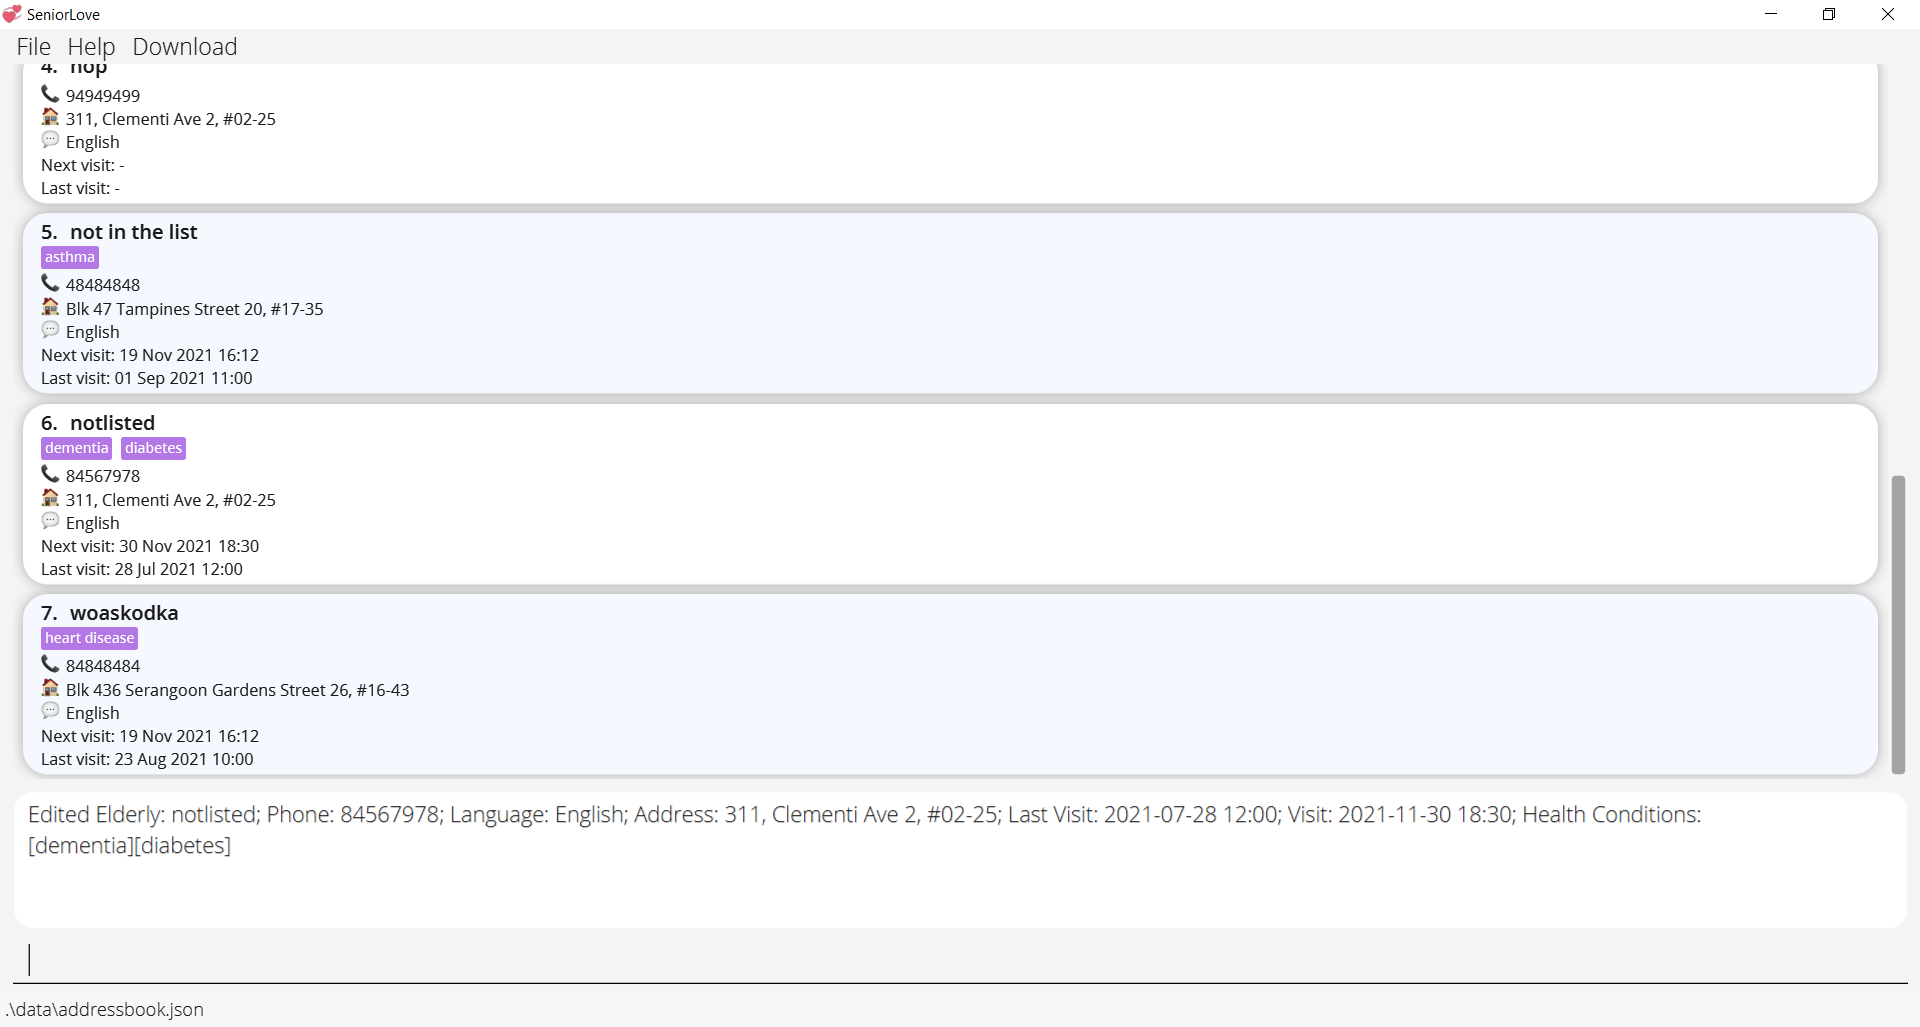 SeniorLove
File Help Download
4. nop
94949499
311, Clementi Ave 2, #02-25
English
Next visit: -
Last visit: -
5. not in the list
asthma
48484848
Blk 47 Tampines Street 20, #17-35
English
Next visit: 19 Nov 2021 16:12
Last visit: 01 Sep 2021 11:00
6. notlisted
dementia diabetes
84567978
311, Clementi Ave 2, #02-25
English
Next visit: 30 Nov 2021 18:30
Last visit: 28 Jul 2021 12:00
7. woaskodka
heart disease
84848484
Blk 436 Serangoon Gardens Street 26, #16-43
English
Next visit: 19 Nov 2021 16:12
Last visit: 23 Aug 2021 10:00
Edited Elderly: notlisted; Phone: 84567978; Language: English; Address: 311, Clementi Ave 2, #02-25; Last Visit: 2021-07-28 12:00; Visit: 2021-11-30 18:30; Health Conditions:
[dementia][diabetes]
.\data\addressbook.json